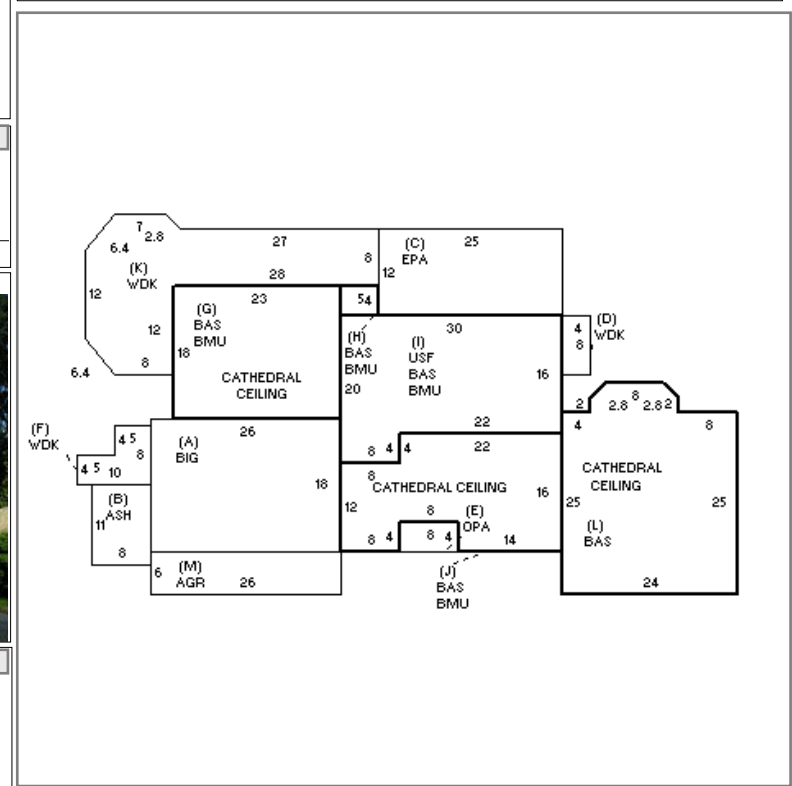 7
2.8
6.4
(K)
WDK
12
12
8
6.4
27
8
28
(C)
EPA
25
12
23
(G)
BAS
BMU
18
CATHEDRAL
CEILING
5 4
(H)
BAS
BMU
20
30
(I)
USF
BAS
BMU
16
22
8 4
4
22
4
8
(D)
WDK
2
2.8
8
2.8
2
4
8
CATHEDRAL
CEILING
25
25
(L)
BAS
24
(F)
WDK
4 5
8
4 5 10
26
(A)
BIG
18
(B)
ASH
11
8
8
CATHEDRAL CEILING
16
12
8
(E)
OPA
8 4
8 4
14
6
(M)
AGR
26
(J)
BAS
BMU